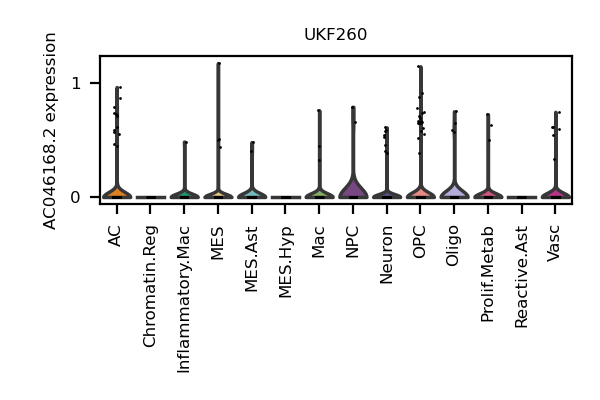 UKF260
AC046168.2 expression
1
0
AC
Chromatin.Reg
Inflammatory.Mac
MES
MES.Ast
MES.Hyp
Mac
NPC
Neuron
OPC
Oligo
Prolif.Metab
Reactive.Ast
Vasc